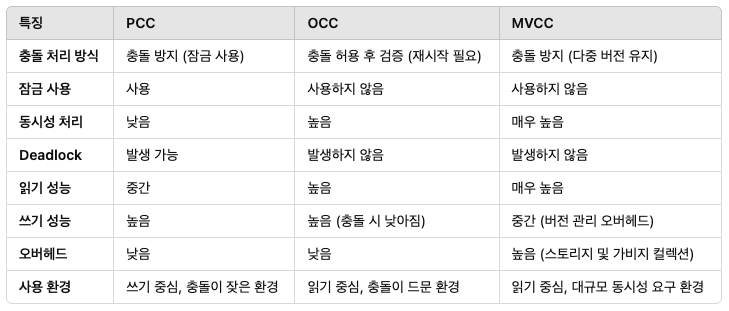 특징 PCC OCC MVCC
충돌 처리 방식 충돌 방지 (잠금 사용) 충돌 허용 후 검증 (재시작 필요) 충돌 방지 (다중 버전 유지)
잠금 사용 사용 사용하지 않음 사용하지 않음
동시성 처리 낮음 높음 매우 높음
Deadlock 발생 가능 발생하지 않음 발생하지 않음
읽기 성능 중간 높음 매우 높음
쓰기 성능 높음 높음 (충돌 시 낮아짐) 중간 (버전 관리 오버헤드)
오버헤드 낮음 낮음 높음 (스토리지 및 가비지 컬렉션)
사용 환경 쓰기 중심, 충돌이 잦은 환경 읽기 중심, 충돌이 드문 환경 읽기 중심, 대규모 동시성 요구 환경